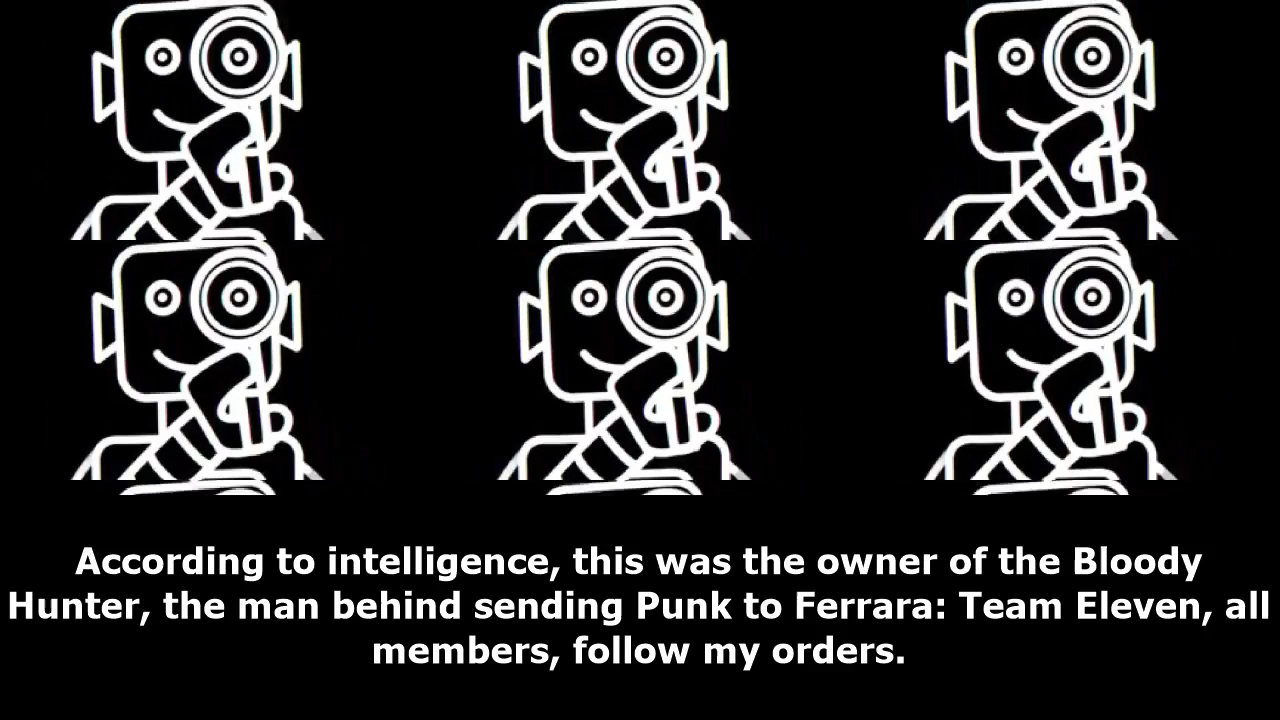 According to intelligence, this was the owner of the Bloody
Hunter, the man behind sending Punk to Ferrara: Team Eleven, all
members, follow my orders.